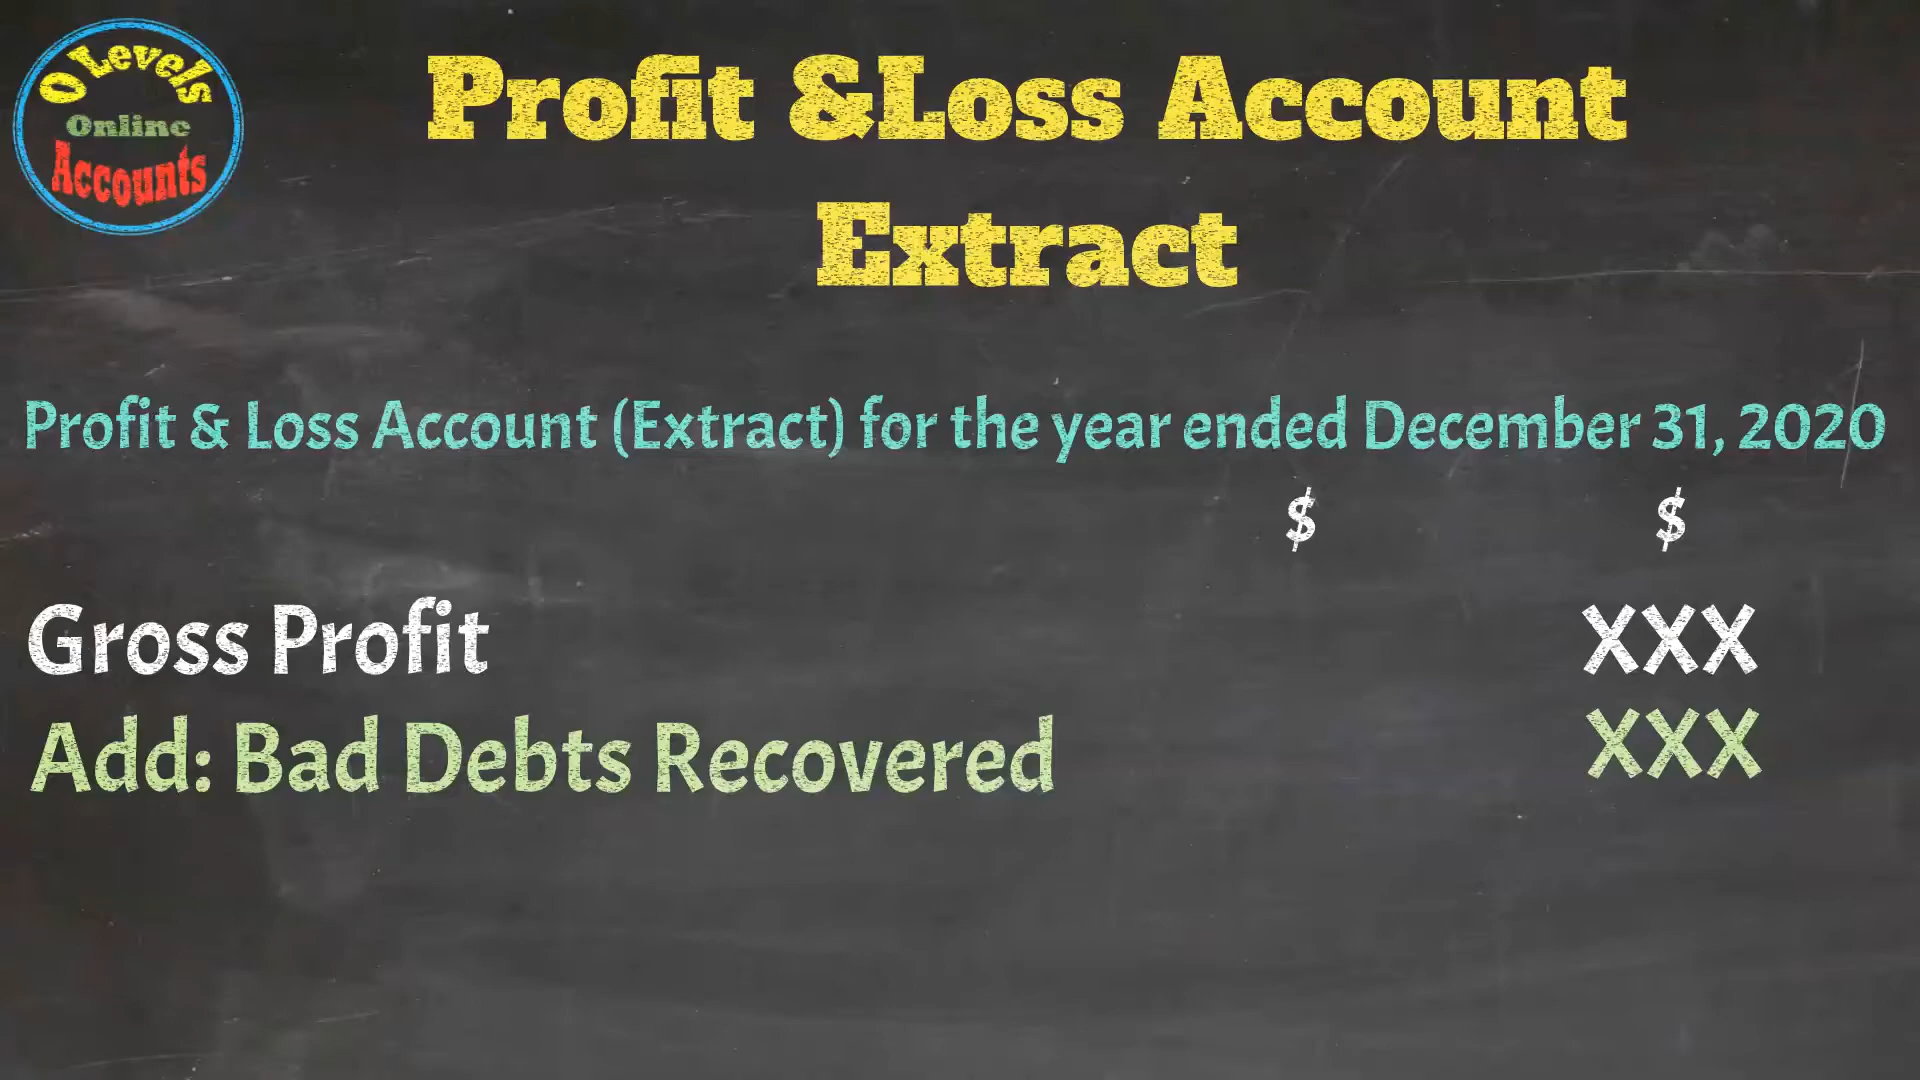 O Levels
Online
Accounts
Profit &Loss Account
Extract
Profit & Loss Account (Extract) for the year ended December 31, 2020
$ $
Gross Profit XXX
Add: Bad Debts Recovered XXX